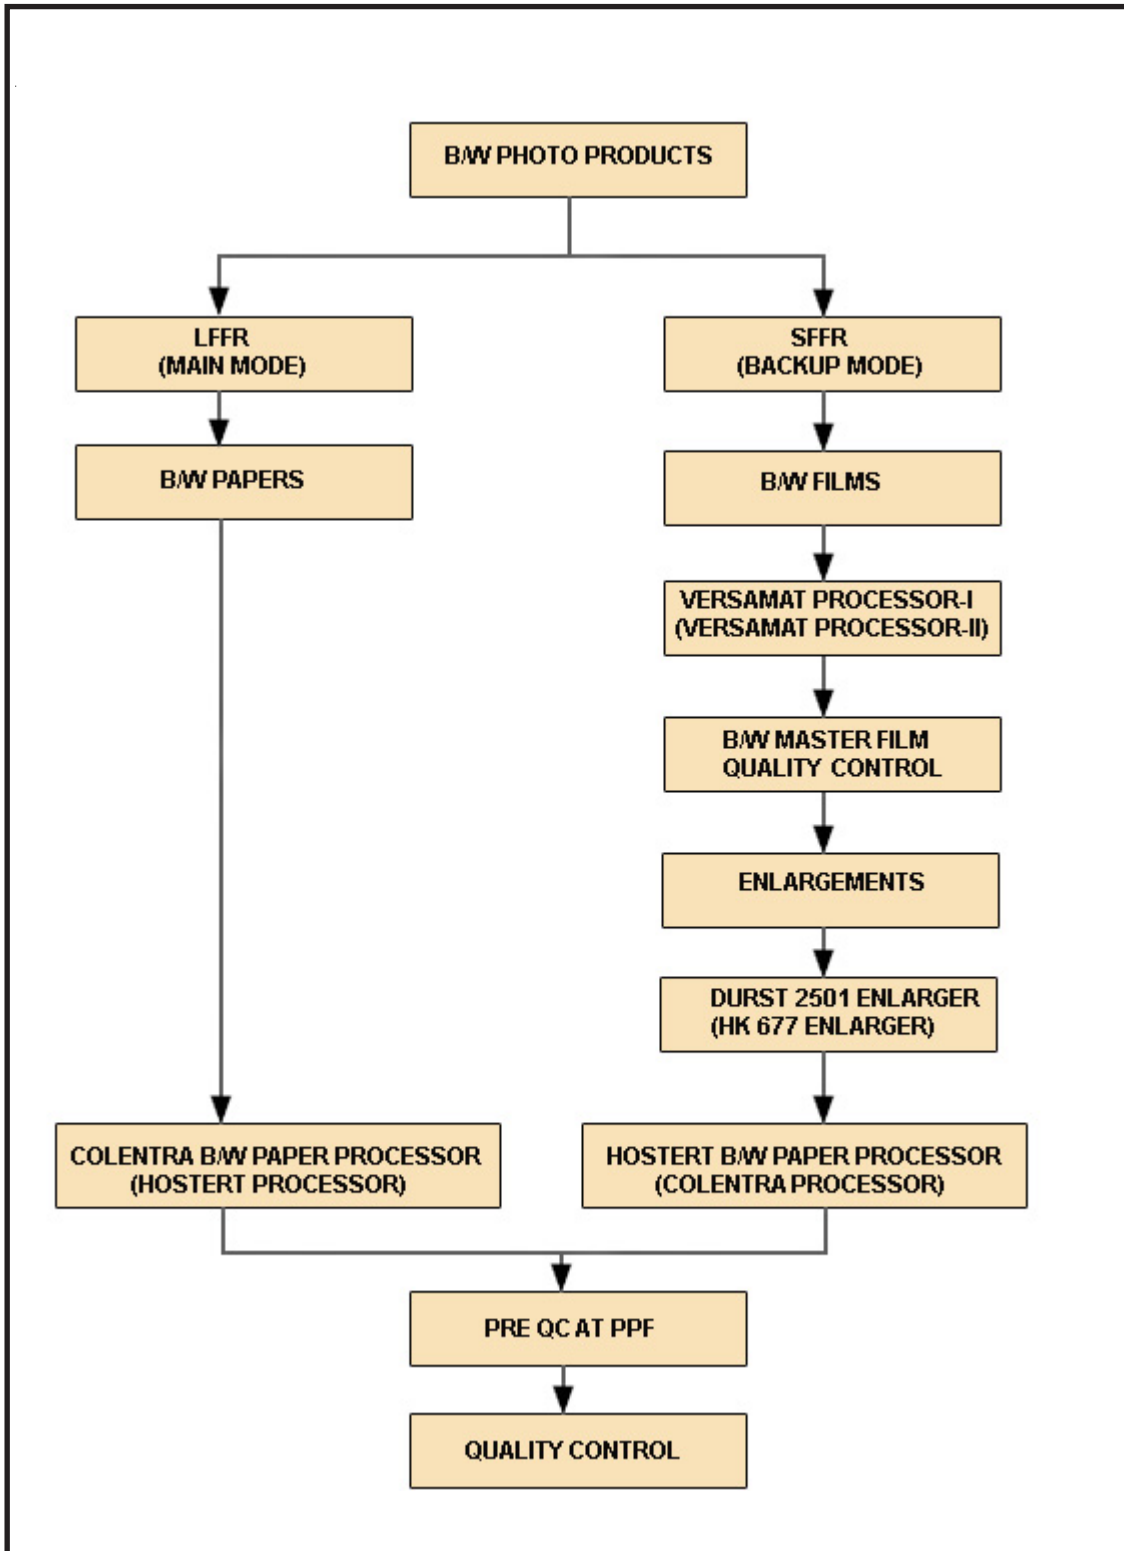 B/W PHOTO PRODUCTS
LFFR
(MAIN MODE)
SFFR
(BACKUP MODE)
B/W PAPERS
B/W FILMS
VERSAMAT PROCESSOR-I
(VERSAMAT PROCESSOR-II)
B/W MASTER FILM
QUALITY CONTROL
ENLARGEMENTS
DURST 2501 ENLARGER
(HK 677 ENLARGER)
COLENTRA B/W PAPER PROCESSOR
(HOSTERT PROCESSOR)
HOSTERT B/W PAPER PROCESSOR
(COLENTRA PROCESSOR)
PRE QC AT PPF
QUALITY CONTROL